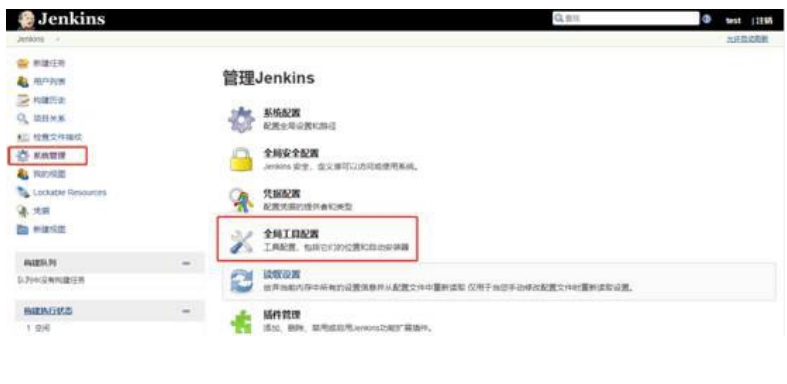 Jenkins
查找
test | 注销
Jenkins
允许自动刷新
新建任务
用户列表
构建历史
项目关系
检查文件指纹
系统管理
我的视图
Lockable Resources
凭据
新建视图
构建队列
队列中没有构建任务
构建执行状态
1 空闲
管理Jenkins
系统配置
配置全局设置和路径
全局安全配置
Jenkins 安全，定义谁可以访问或使用系统。
凭据配置
配置凭据的提供者和类型
全局工具配置
工具配置，包括它们的位置和自动安装器
读取设置
放弃当前内存中所有的设置信息并从配置文件中重新读取 仅用于当您手动修改配置文件时重新读取设置。
插件管理
添加、删除、禁用或启用Jenkins功能扩展插件。